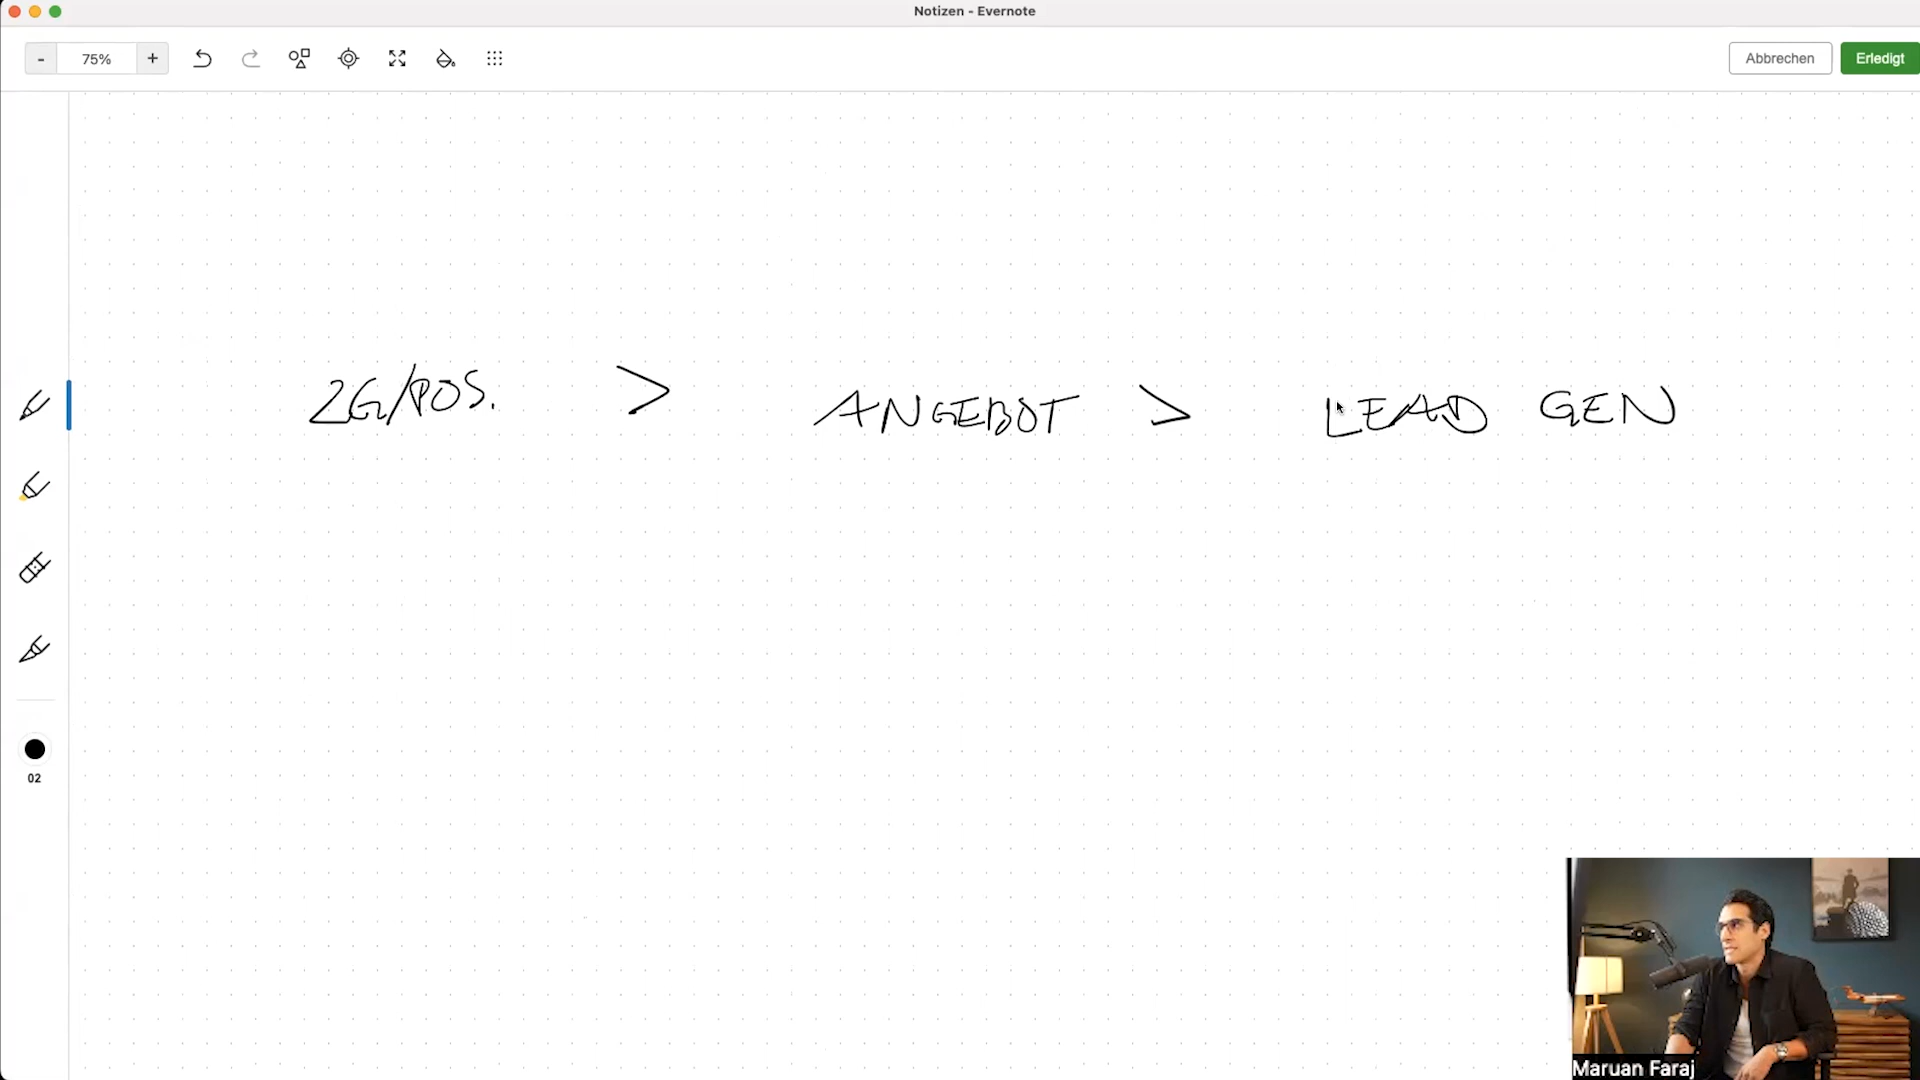 Notizen - Evernote
- 75% + Abbrechen Erledigt
ZG/POS. > ANGEBOT > LEAD GEN
02
Maruan Faraj